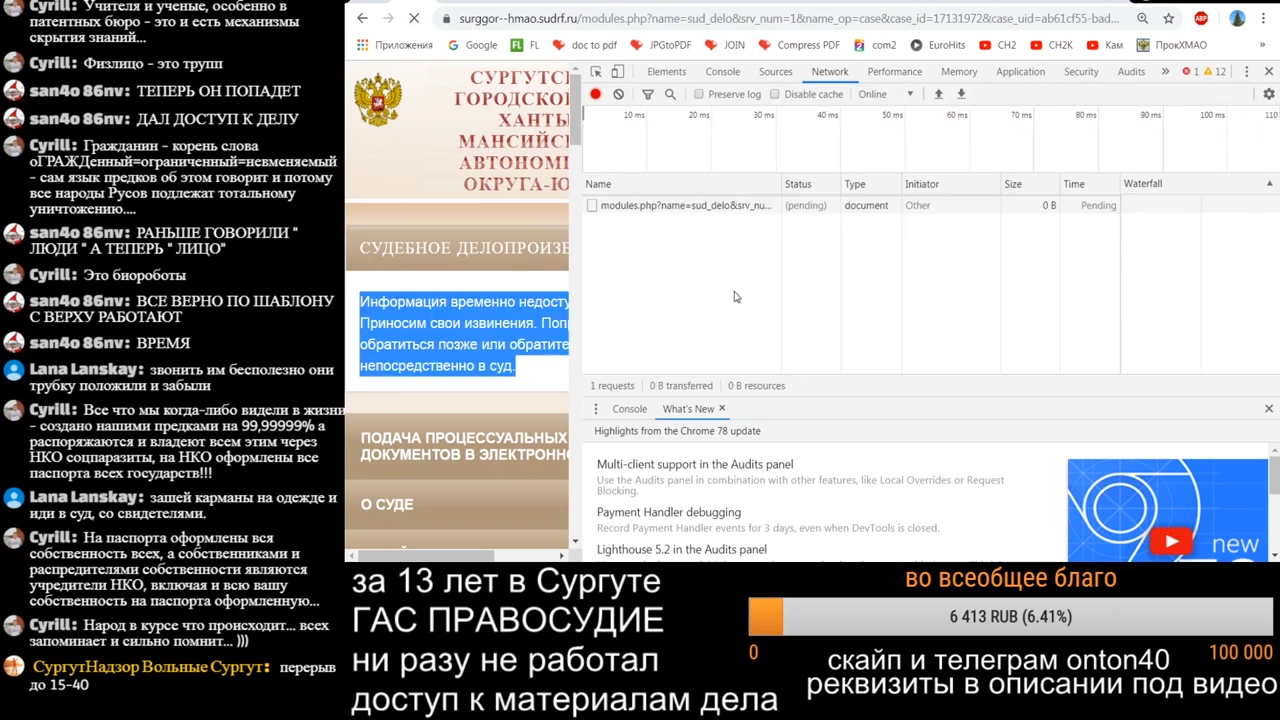 Cyrill: Учителя и ученые, особенно в
патентных бюро - это и есть механизмы
скрытия знаний...
Cyrill: Физлицо - это трупп
san4o 86nv: ТЕПЕРЬ ОН ПОПАДЕТ
san4o 86nv: ДАЛ ДОСТУП К ДЕЛУ
Cyrill: Гражданин - корень слова
оГРАЖДенный=ограниченный=невменяемый
- сам язык предков об этом говорит и потому
все народы Русов подлежат тотальному
уничтожению....
san4o 86nv: РАНЬШЕ ГОВОРИЛИ "
ЛЮДИ " А ТЕПЕРЬ " ЛИЦО"
Cyrill: Это биороботы
san4o 86nv: ВСЕ ВЕРНО ПО ШАБЛОНУ
С ВЕРХУ РАБОТАЮТ
san4o 86nv: ВРЕМЯ
Lana Lanskay: звонить им бесполезно они
трубку положили и забыли
Cyrill: Все что мы когда-либо видели в жизни
- создано нашими предками на 99,99999% а
распоряжаются и владеют всем этим через
НКО соцпаразиты, на НКО оформлены все
паспорта всех государств!!!
Lana Lanskay: зашей карманы на одежде и
иди в суд, со свидетелями.
Cyrill: На паспорта оформлены вся
собственность всех, а собственниками и
распредилями собственности являются
учредители НКО, включая и всю вашу
собственность на паспорта оформленную...
Cyrill: Народ в курсе что происходит... всех
запоминает и сильно помнит... )))
СургутНадзор Вольные Сургут: перерыв
до 15-40
surggor--hmao.sudrf.ru/modules.php?name=sud_delo&srv_num=1&name_op=case&case_id=17131972&case_uid=ab61cf55-bad...
ABP
Приложения Google FL FL doc to pdf JPGtoPDF JOIN Compress PDF com2 EuroHits CH2 CH2K Кам ПрокХМАО »
СУРГУТС
ГОРОДСКО
ХАНТЫ
МАНСИЙС
АВТОНОМ
ОКРУГА-Ю
СУДЕБНОЕ ДЕЛОПРОИЗВ
Информация временно недосту
Приносим свои извинения. Поп
обратиться позже или обратите
непосредственно в суд.
ПОДАЧА ПРОЦЕССУАЛЬНЫХ
ДОКУМЕНТОВ В ЭЛЕКТРОННО
О СУДЕ
Elements Console Sources Network Performance Memory Application Security Audits » 1 12
Preserve log Disable cache Online
10 ms 20 ms 30 ms 40 ms 50 ms 60 ms 70 ms 80 ms 90 ms 100 ms 110
Name Status Type Initiator Size Time Waterfall
modules.php?name=sud_delo&srv_nu... (pending) document Other 0 B Pending
1 requests 0 B transferred 0 B resources
Console What's New
Highlights from the Chrome 78 update
Multi-client support in the Audits panel
Use the Audits panel in combination with other features, like Local Overrides or Request
Blocking.
Payment Handler debugging
Record Payment Handler events for 3 days, even when DevTools is closed.
Lighthouse 5.2 in the Audits panel
new
за 13 лет в Сургуте
ГАС ПРАВОСУДИЕ
ни разу не работал
доступ к материалам дела
во всеобщее благо
6 413 RUB (6.41%)
0 100 000
скайп и телеграм onton40
реквизиты в описании под видео